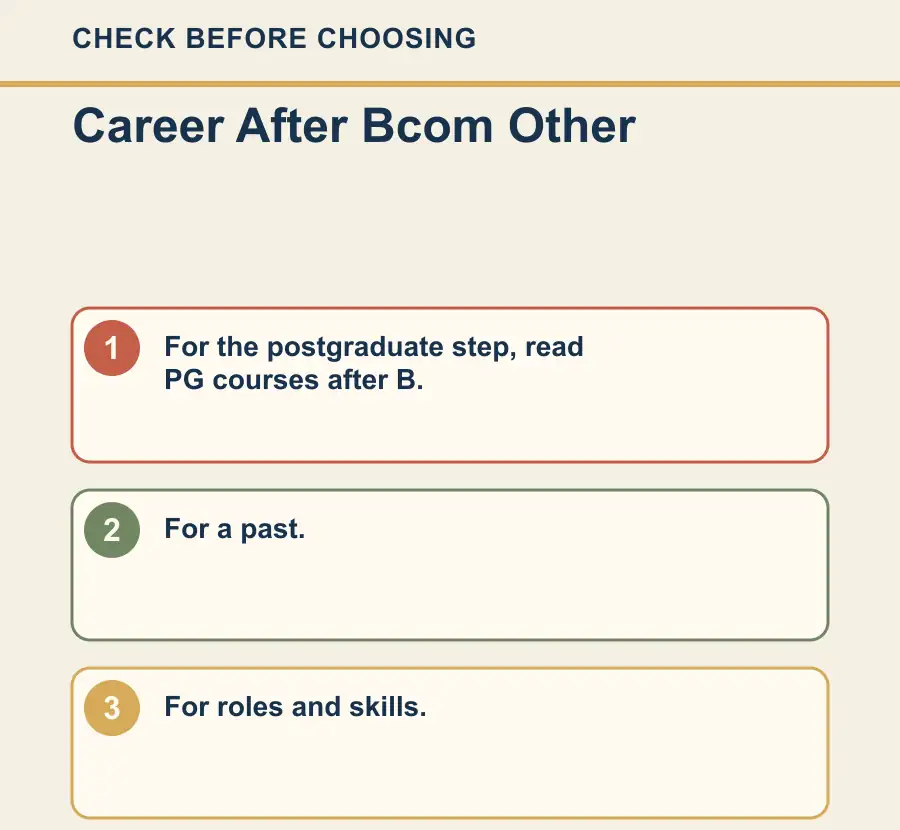 CHECK BEFORE CHOOSING
Career After Bcom Other
1
For the postgraduate step, read
PG courses after B.
2
For a past.
3
For roles and skills.